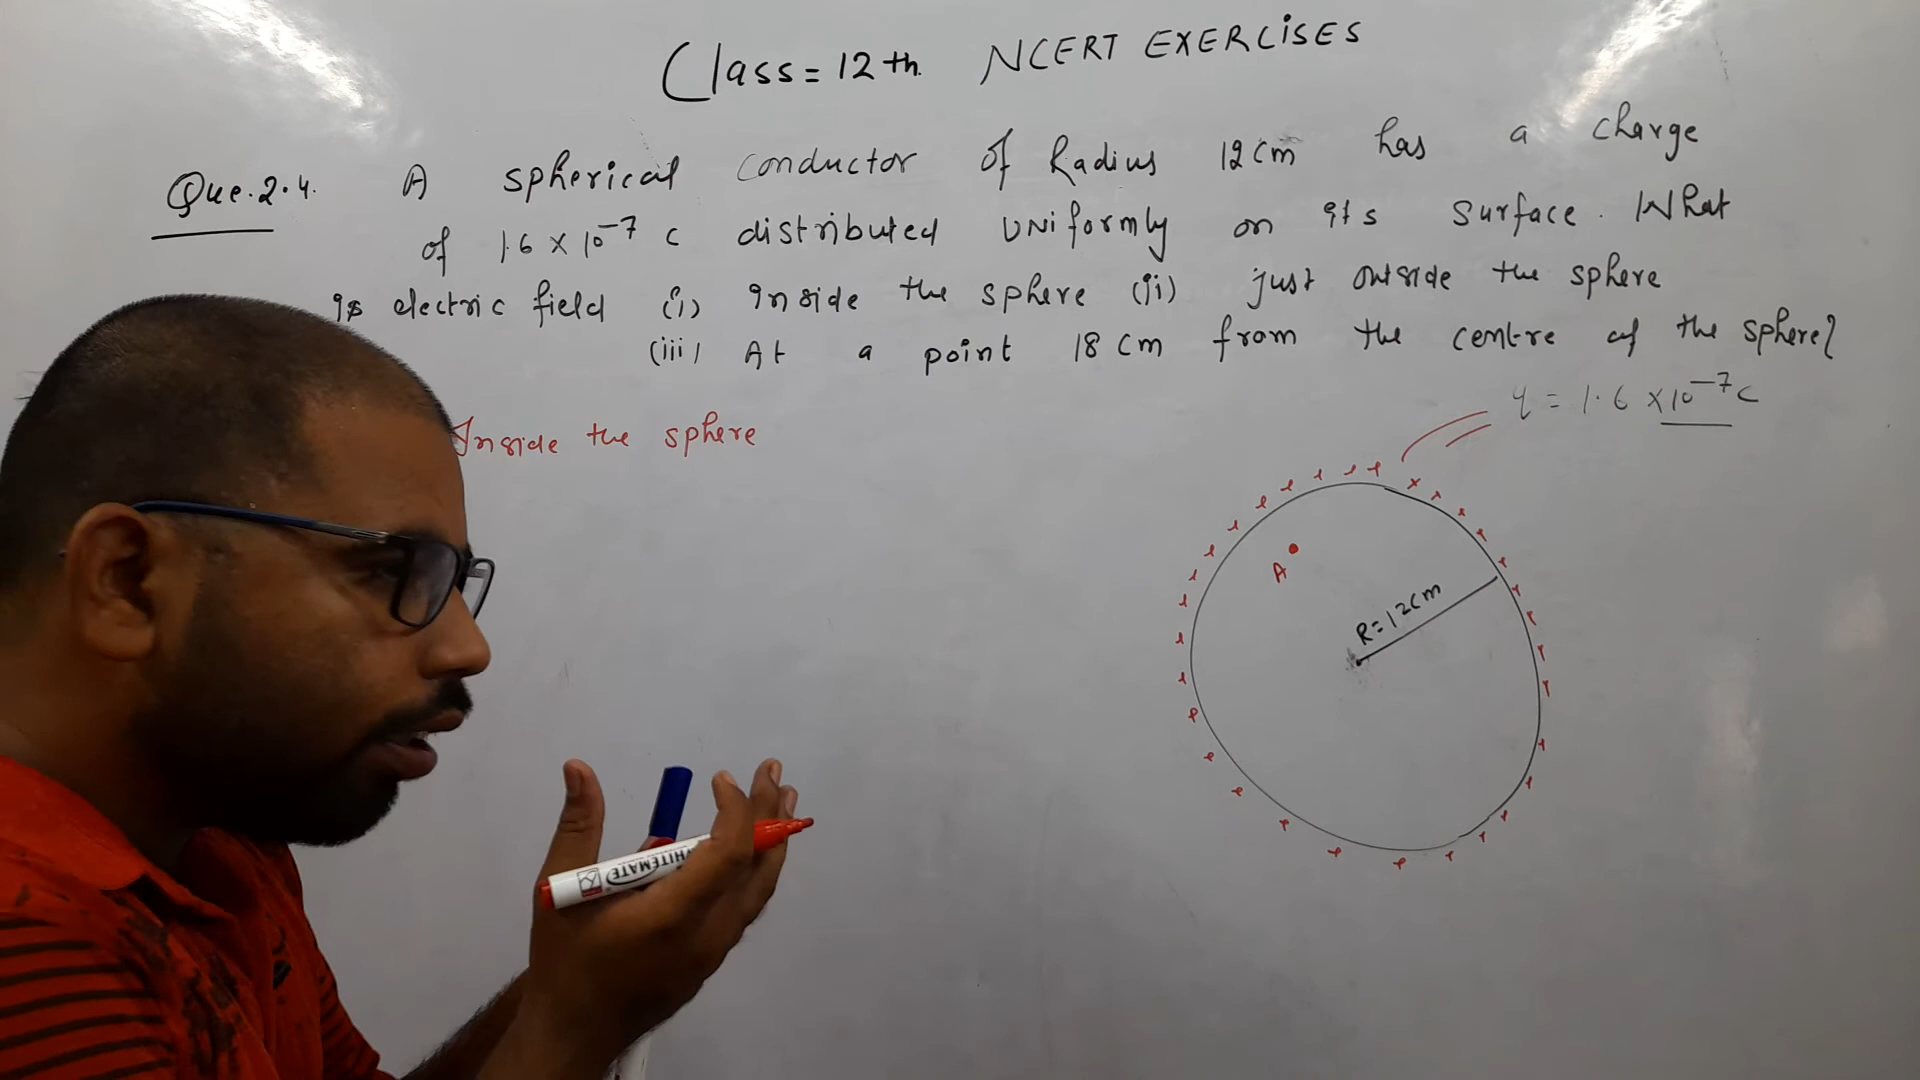 Class = 12th NCERT EXERCISES
Que. 2.4. A spherical conductor of Radius 12cm has a charge
of 1.6 × 10⁻⁷ c distributed UNiformly on its surface. What
is electric field (i) Inside the sphere (ii) just outside the sphere
(iii) At a point 18 cm from the centre of the sphere?
q = 1.6 × 10⁻⁷ c
Inside the sphere
A
R = 12cm
WHITEMATE